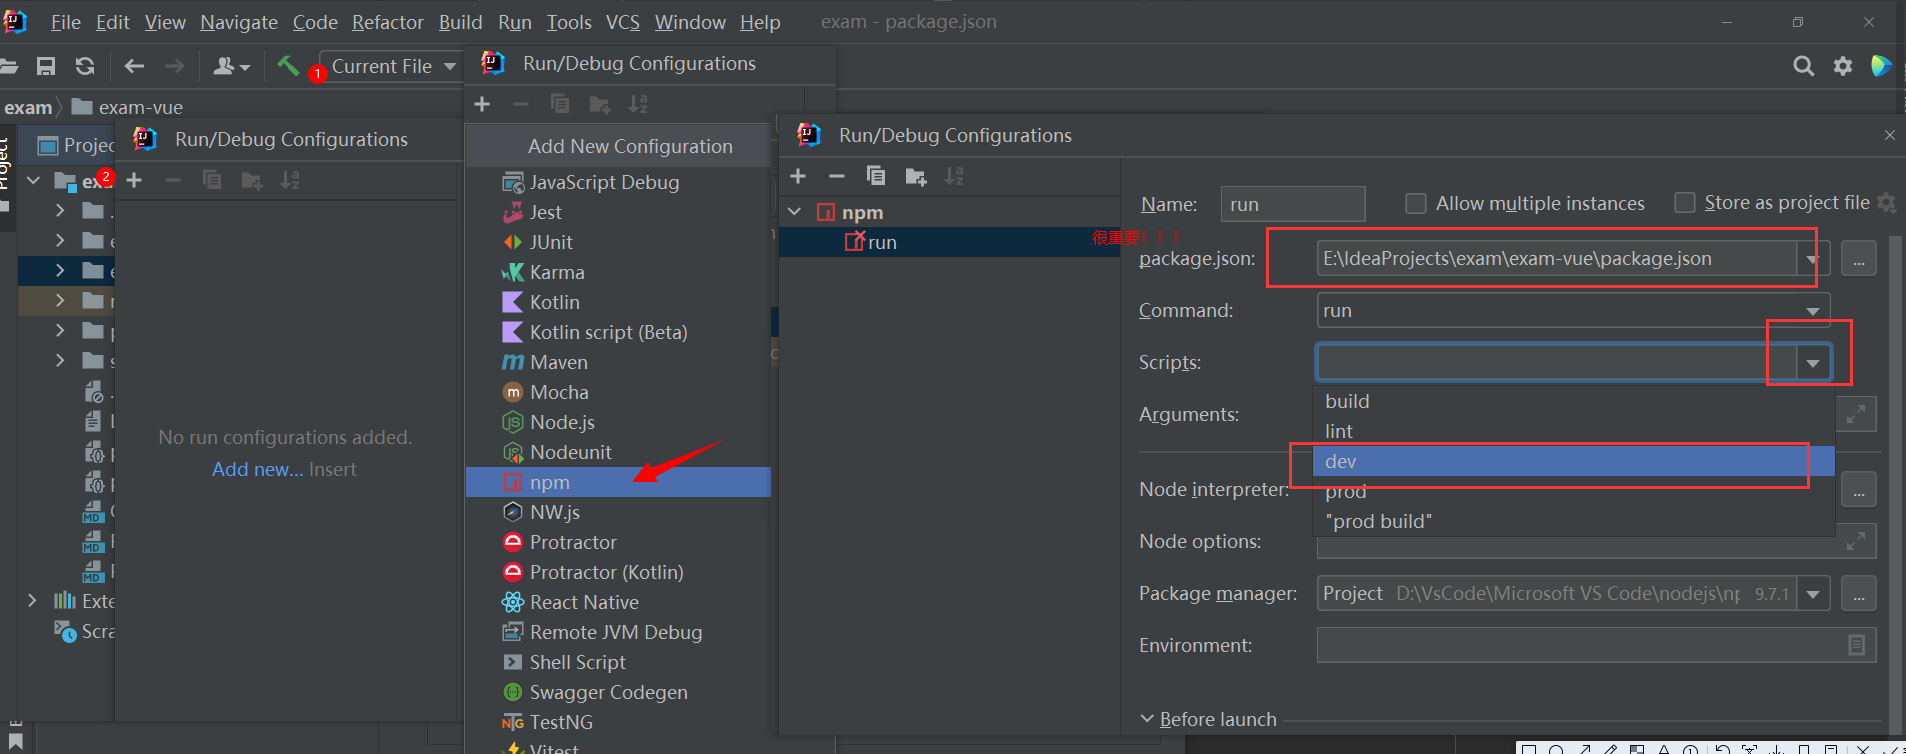 File Edit View Navigate Code Refactor Build Run Tools VCS Window Help exam - package.json
1 Current File
exam exam-vue
Project
Projec
2
Exte
Scra
Run/Debug Configurations
No run configurations added.
Add new... Insert
Run/Debug Configurations
Add New Configuration
JavaScript Debug
Jest
JUnit
Karma
Kotlin
Kotlin script (Beta)
Maven
Mocha
Node.js
Nodeunit
npm
NW.js
Protractor
Protractor (Kotlin)
React Native
Remote JVM Debug
Shell Script
Swagger Codegen
TestNG
Vitest
Run/Debug Configurations
npm
run
Name: run Allow multiple instances Store as project file
很重要！！！
package.json: E:\IdeaProjects\exam\exam-vue\package.json ...
Command: run
Scripts:
build
lint
dev
prod
"prod build"
Arguments:
Node interpreter: ...
Node options:
Package manager: Project D:\VsCode\Microsoft VS Code\nodejs\np 9.7.1 ...
Environment:
Before launch